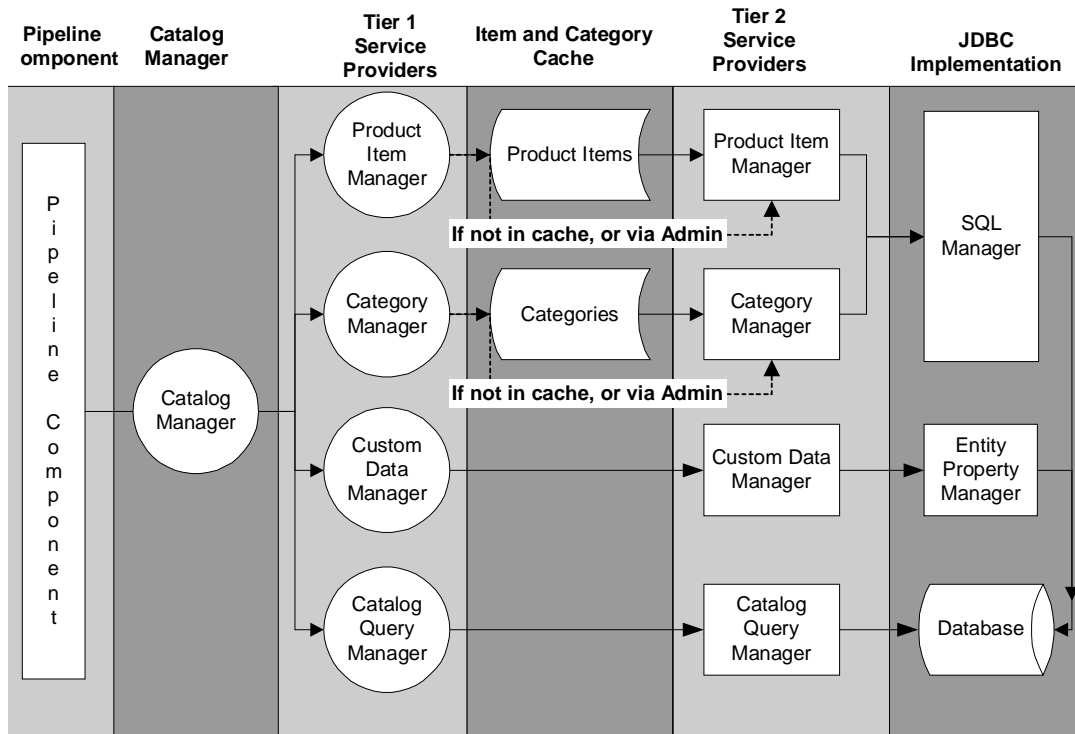 Pipeline
omponent
Catalog
Manager
Tier 1
Service
Providers
Item and Category
Cache
Tier 2
Service
Providers
JDBC
Implementation
Pipeline Component
Catalog
Manager
Product
Item
Manager
Product Items
Product Item
Manager
If not in cache, or via Admin
SQL
Manager
Category
Manager
Categories
Category
Manager
If not in cache, or via Admin
Custom
Data
Manager
Custom Data
Manager
Entity
Property
Manager
Catalog
Query
Manager
Catalog
Query
Manager
Database